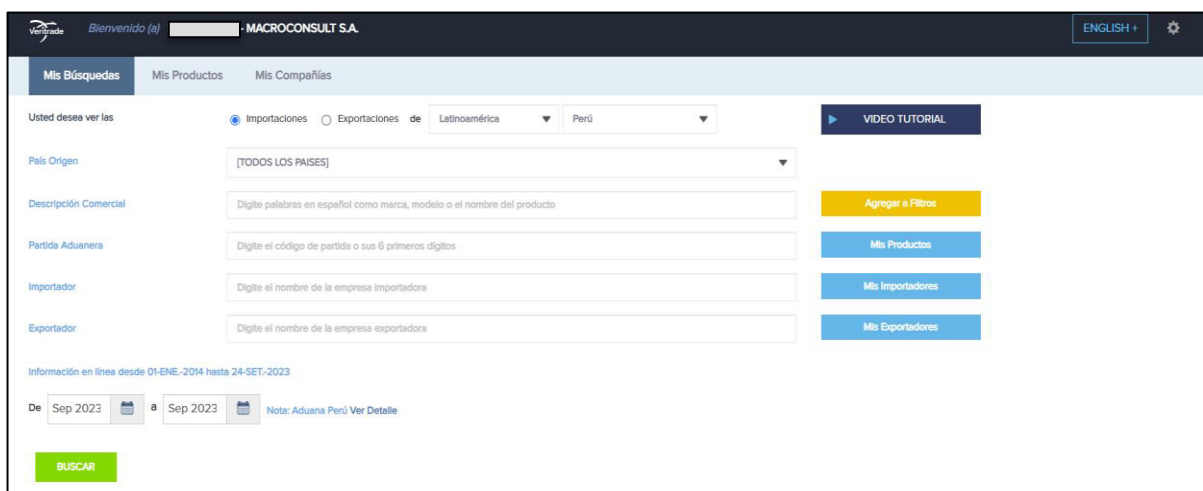 Veritrade Bienvenido (a) - MACROCONSULT S.A. ENGLISH +
Mis Búsquedas Mis Productos Mis Compañías
Usted desea ver las Importaciones Exportaciones de Latinoamérica Perú VIDEO TUTORIAL
País Origen [TODOS LOS PAISES]
Descripción Comercial Digite palabras en español como marca, modelo o el nombre del producto Agregar a Filtros
Partida Aduanera Digite el código de partida o sus 6 primeros dígitos Mis Productos
Importador Digite el nombre de la empresa importadora Mis Importadores
Exportador Digite el nombre de la empresa exportadora Mis Exportadores
Información en línea desde 01-ENE.-2014 hasta 24-SET.-2023
De Sep 2023 a Sep 2023 Nota: Aduana Perú Ver Detalle
BUSCAR